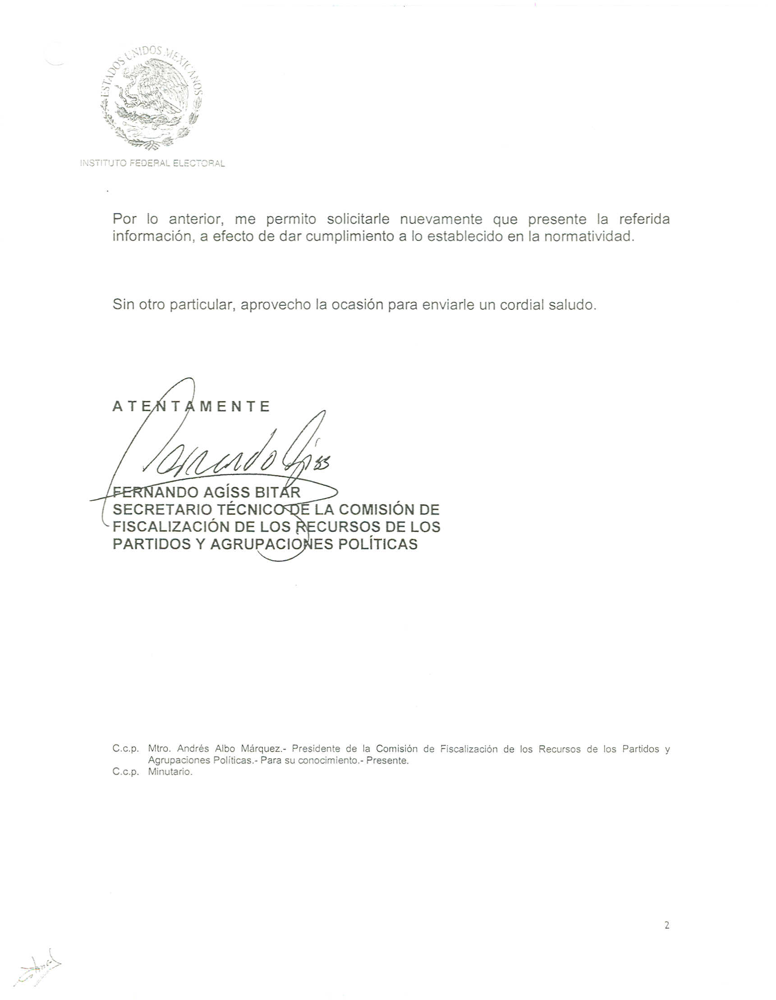 ESTADOS UNIDOS MEXICANOS
INSTITUTO FEDERAL ELECTORAL
Por lo anterior, me permito solicitarle nuevamente que presente la referida
información, a efecto de dar cumplimiento a lo establecido en la normatividad.
Sin otro particular, aprovecho la ocasión para enviarle un cordial saludo.
A T E N T A M E N T E
Fernando Agiss
FERNANDO AGÍSS BITAR
SECRETARIO TÉCNICO DE LA COMISIÓN DE
FISCALIZACIÓN DE LOS RECURSOS DE LOS
PARTIDOS Y AGRUPACIONES POLÍTICAS
C.c.p. Mtro. Andrés Albo Márquez.- Presidente de la Comisión de Fiscalización de los Recursos de los Partidos y
Agrupaciones Políticas.- Para su conocimiento.- Presente.
C.c.p. Minutario.
2